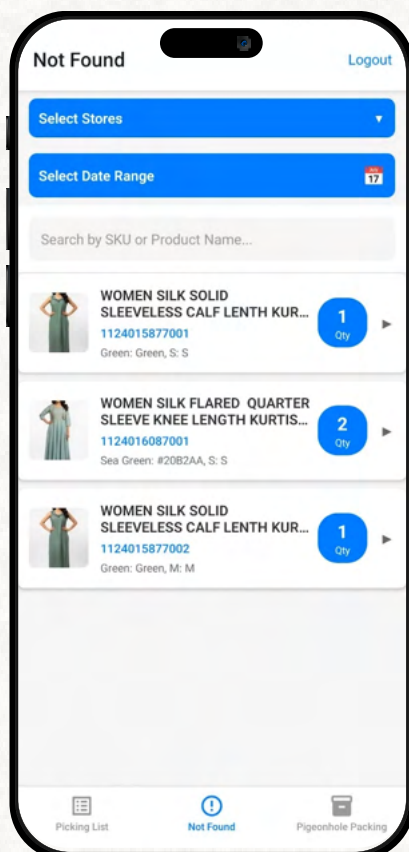 Not Found
Logout
Select Stores
Select Date Range
17
Search by SKU or Product Name...
WOMEN SILK SOLID
SLEEVELESS CALF LENTH KUR...
1124015877001
Green: Green, S: S
1
Qty
WOMEN SILK FLARED QUARTER
SLEEVE KNEE LENGTH KURTIS...
1124016087001
Sea Green: #20B2AA, S: S
2
Qty
WOMEN SILK SOLID
SLEEVELESS CALF LENTH KUR...
1124015877002
Green: Green, M: M
1
Qty
Picking List
Not Found
Pigeonhole Packing